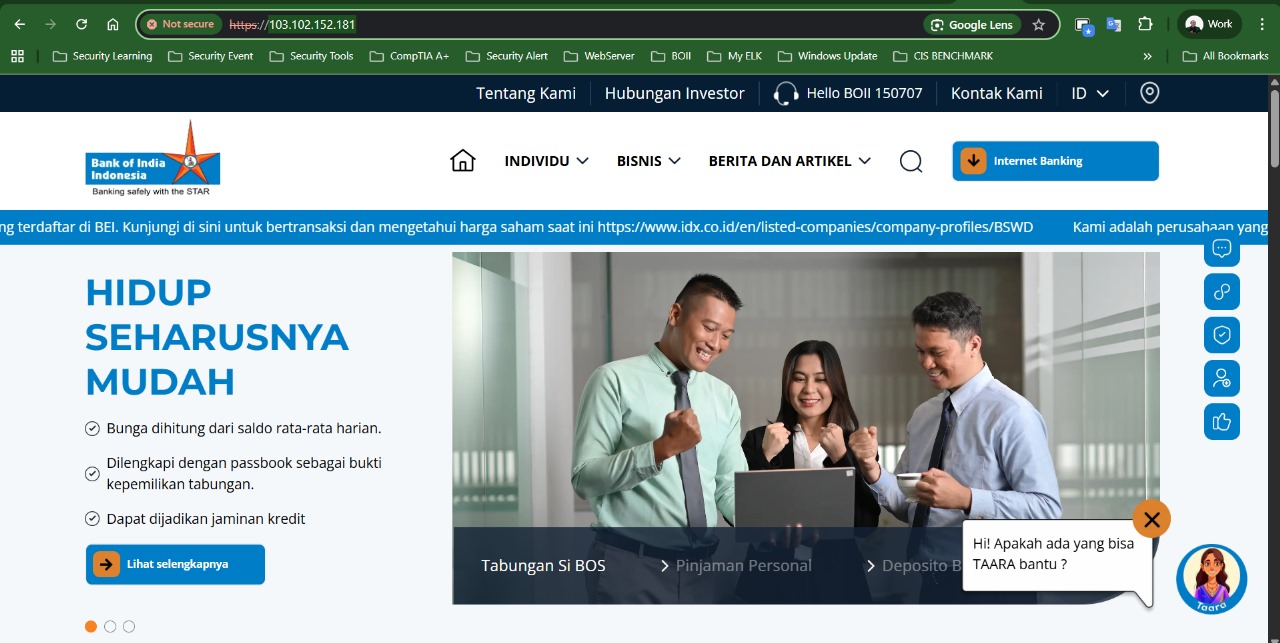 Not secure https://103.102.152.181 Google Lens Work
Security Learning Security Event Security Tools CompTIA A+ Security Alert WebServer BOII My ELK Windows Update CIS BENCHMARK » All Bookmarks
Tentang Kami Hubungan Investor Hello BOII 150707 Kontak Kami ID
Bank of India
Indonesia
Banking safely with the STAR
INDIVIDU BISNIS BERITA DAN ARTIKEL Internet Banking
ng terdaftar di BEI. Kunjungi di sini untuk bertransaksi dan mengetahui harga saham saat ini https://www.idx.co.id/en/listed-companies/company-profiles/BSWD Kami adalah perusahaan yang
HIDUP
SEHARUSNYA
MUDAH
Bunga dihitung dari saldo rata-rata harian.
Dilengkapi dengan passbook sebagai bukti
kepemilikan tabungan.
Dapat dijadikan jaminan kredit
Lihat selengkapnya
Tabungan Si BOS Pinjaman Personal Deposito B
Hi! Apakah ada yang bisa
TAARA bantu ?
Taara